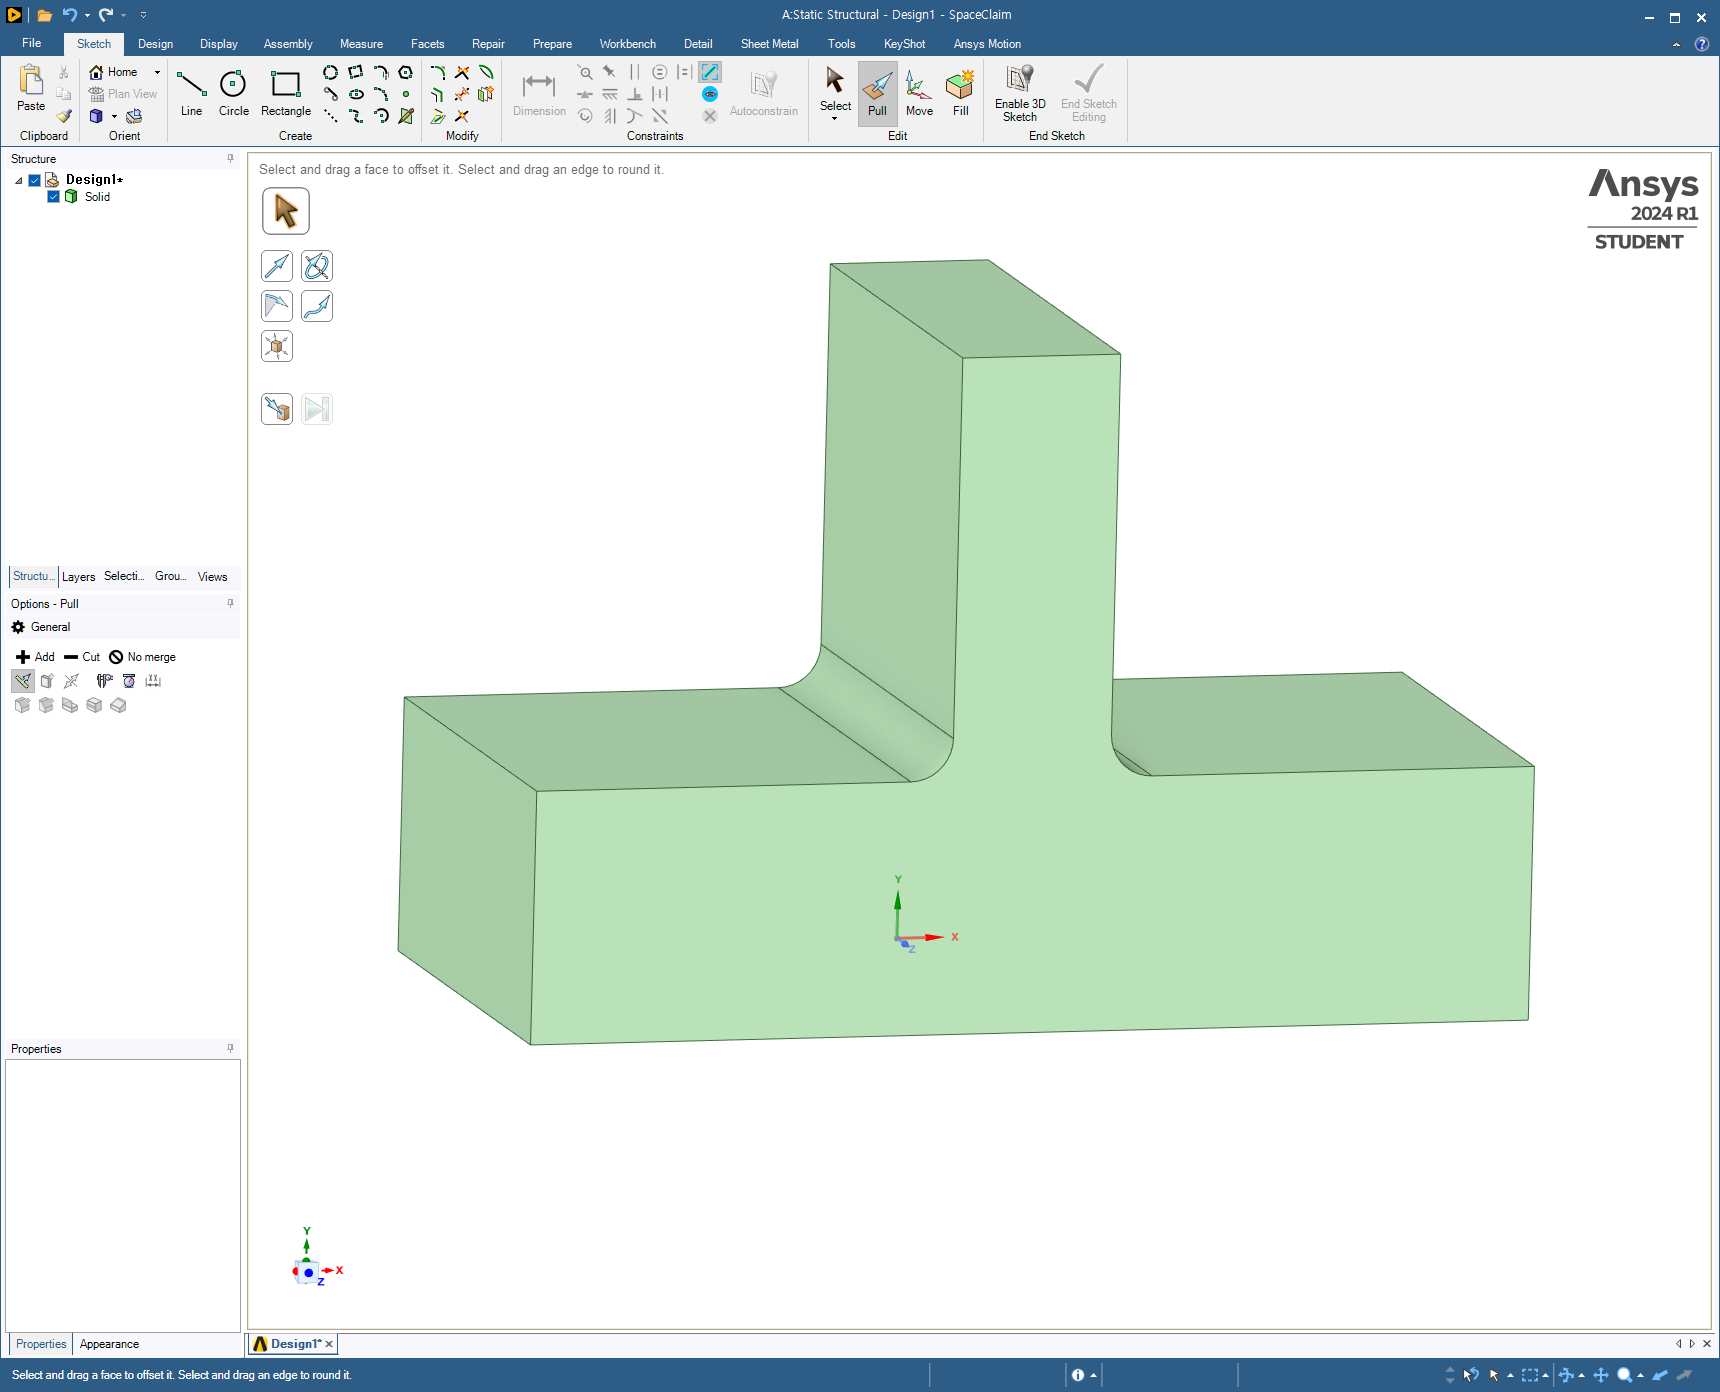 A:Static Structural - Design1 - SpaceClaim
File Sketch Design Display Assembly Measure Facets Repair Prepare Workbench Detail Sheet Metal Tools KeyShot Ansys Motion
Paste
Clipboard
Home
Plan View
Orient
Line Circle Rectangle
Create
Modify
Dimension
Autoconstrain
Constraints
Select Pull Move Fill
Edit
Enable 3D Sketch
End Sketch Editing
End Sketch
Structure
Design1*
Solid
Structu... Layers Selecti... Grou... Views
Options - Pull
General
Add Cut No merge
Properties
Properties Appearance
Select and drag a face to offset it. Select and drag an edge to round it.
Ansys
2024 R1
STUDENT
Y
X
Z
Y
X
Z
Design1*
Select and drag a face to offset it. Select and drag an edge to round it.